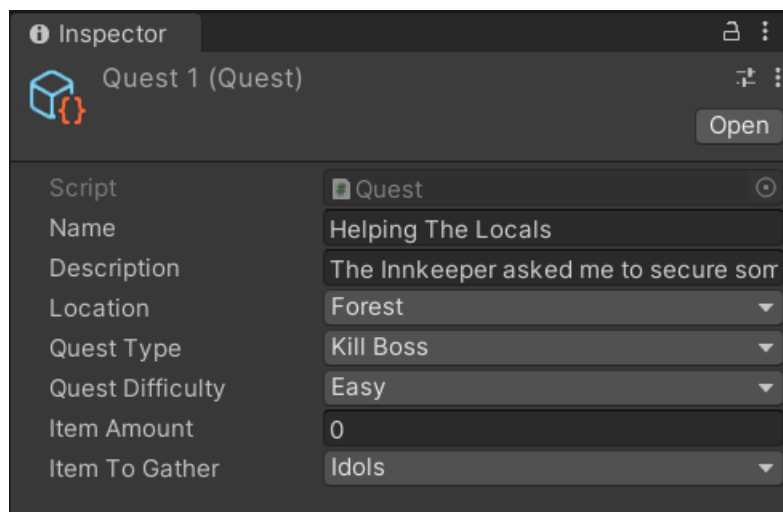 Inspector
Quest 1 (Quest)
Open
Script Quest
Name Helping The Locals
Description The Innkeeper asked me to secure som
Location Forest
Quest Type Kill Boss
Quest Difficulty Easy
Item Amount 0
Item To Gather Idols